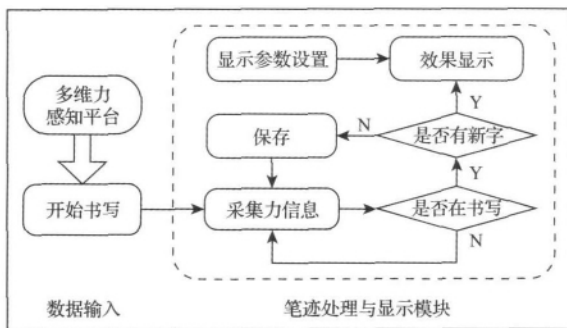 显示参数设置
效果显示
多维力
感知平台
Y
保存
N
是否有新字
Y
开始书写
采集力信息
是否在书写
N
数据输入
笔迹处理与显示模块